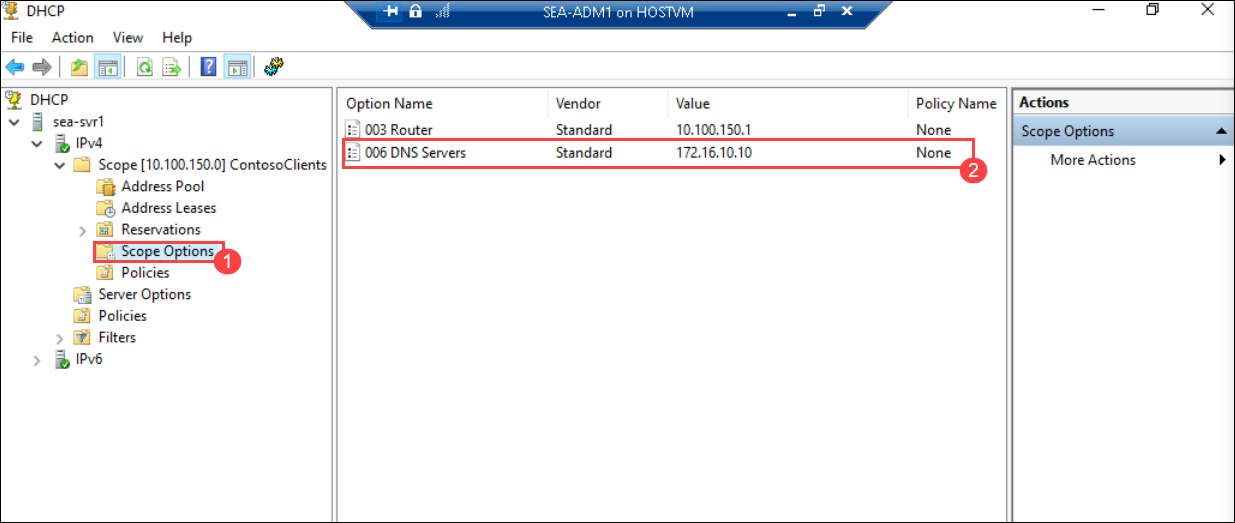 DHCP
SEA-ADM1 on HOSTVM
File Action View Help
DHCP
sea-svr1
IPv4
Scope [10.100.150.0] ContosoClients
Address Pool
Address Leases
Reservations
Scope Options
1
Policies
Server Options
Policies
Filters
IPv6
Option Name Vendor Value Policy Name
003 Router Standard 10.100.150.1 None
006 DNS Servers Standard 172.16.10.10 None
2
Actions
Scope Options
More Actions